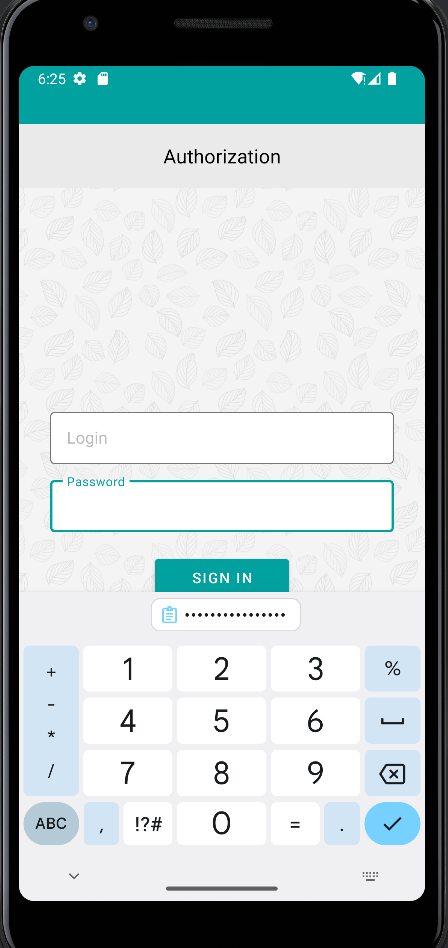 6:25
Authorization
Login
Password
SIGN IN
••••••••••••••••
+ 1 2 3 %
-
* 4 5 6
/ 7 8 9
ABC , !?# 0 = .